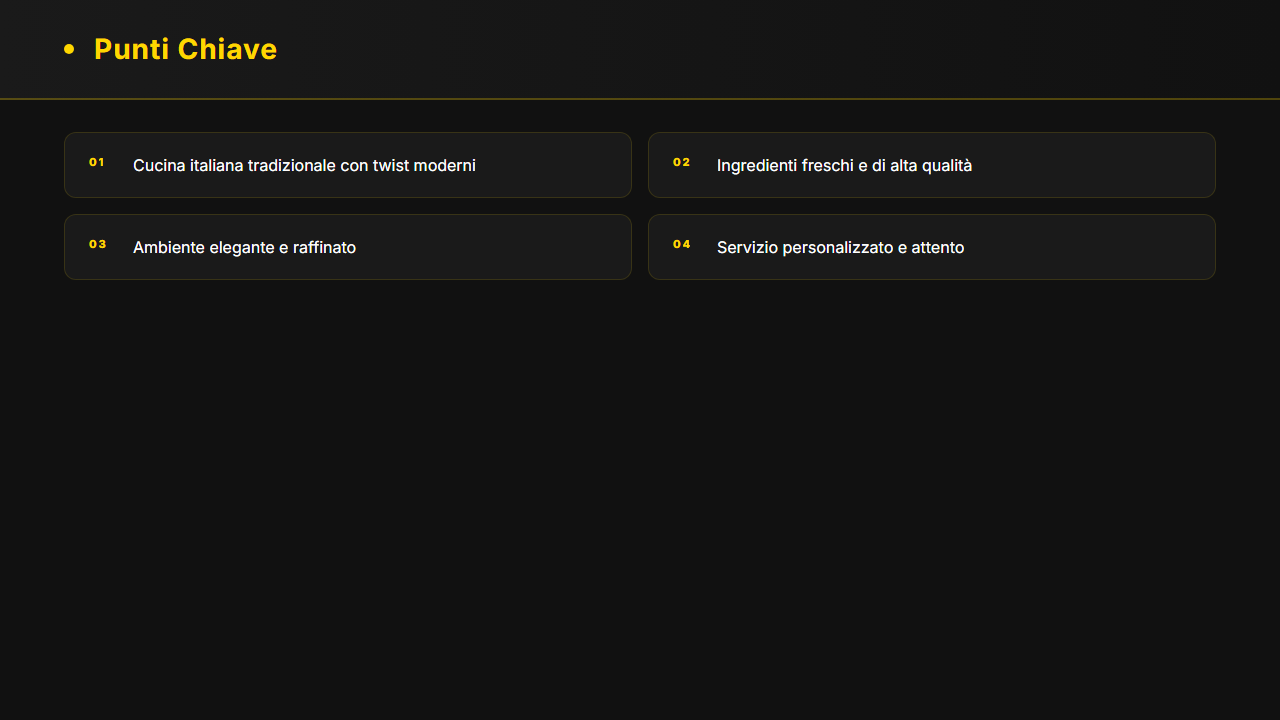 Punti Chiave
01 Cucina italiana tradizionale con twist moderni
02 Ingredienti freschi e di alta qualità
03 Ambiente elegante e raffinato
04 Servizio personalizzato e attento